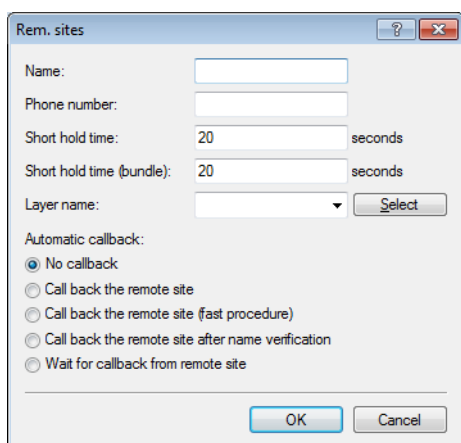 Rem. sites
Name:
Phone number:
Short hold time: 20 seconds
Short hold time (bundle): 20 seconds
Layer name: Select
Automatic callback:
No callback
Call back the remote site
Call back the remote site (fast procedure)
Call back the remote site after name verification
Wait for callback from remote site
OK Cancel